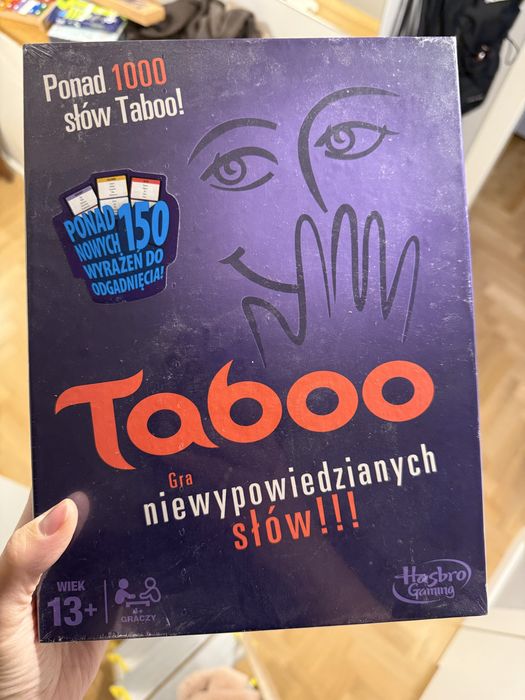 Ponad 1000
słów Taboo!
PONAD
NOWYCH 150
WYRAŻEŃ DO
ODGADNIĘCIA!
Taboo
Gra
niewypowiedzianych
słów!!!
WIEK
13+
4+
GRACZY
Hasbro
Gaming